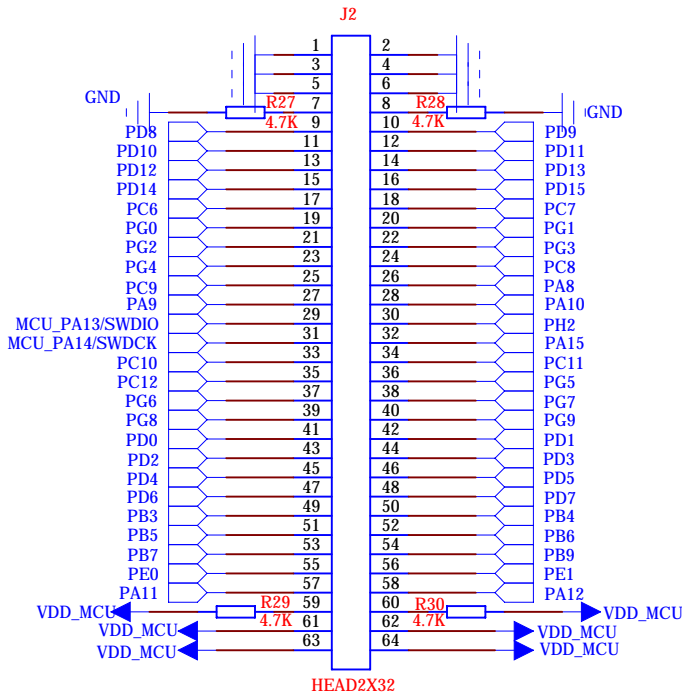 J2
1 2
3 4
5 6
GND R27 7 8 R28 GND
4.7K 4.7K
PD8 9 10 PD9
PD10 11 12 PD11
PD12 13 14 PD13
PD14 15 16 PD15
PC6 17 18 PC7
PG0 19 20 PG1
PG2 21 22 PG3
PG4 23 24 PC8
PC9 25 26 PA8
PA9 27 28 PA10
MCU_PA13/SWDIO 29 30 PH2
MCU_PA14/SWDCK 31 32 PA15
PC10 33 34 PC11
PC12 35 36 PG5
PG6 37 38 PG7
PG8 39 40 PG9
PD0 41 42 PD1
PD2 43 44 PD3
PD4 45 46 PD5
PD6 47 48 PD7
PB3 49 50 PB4
PB5 51 52 PB6
PB7 53 54 PB9
PE0 55 56 PE1
PA11 57 58 PA12
VDD_MCU R29 59 60 R30 VDD_MCU
4.7K 4.7K
VDD_MCU 61 62 VDD_MCU
VDD_MCU 63 64 VDD_MCU
HEAD2X32